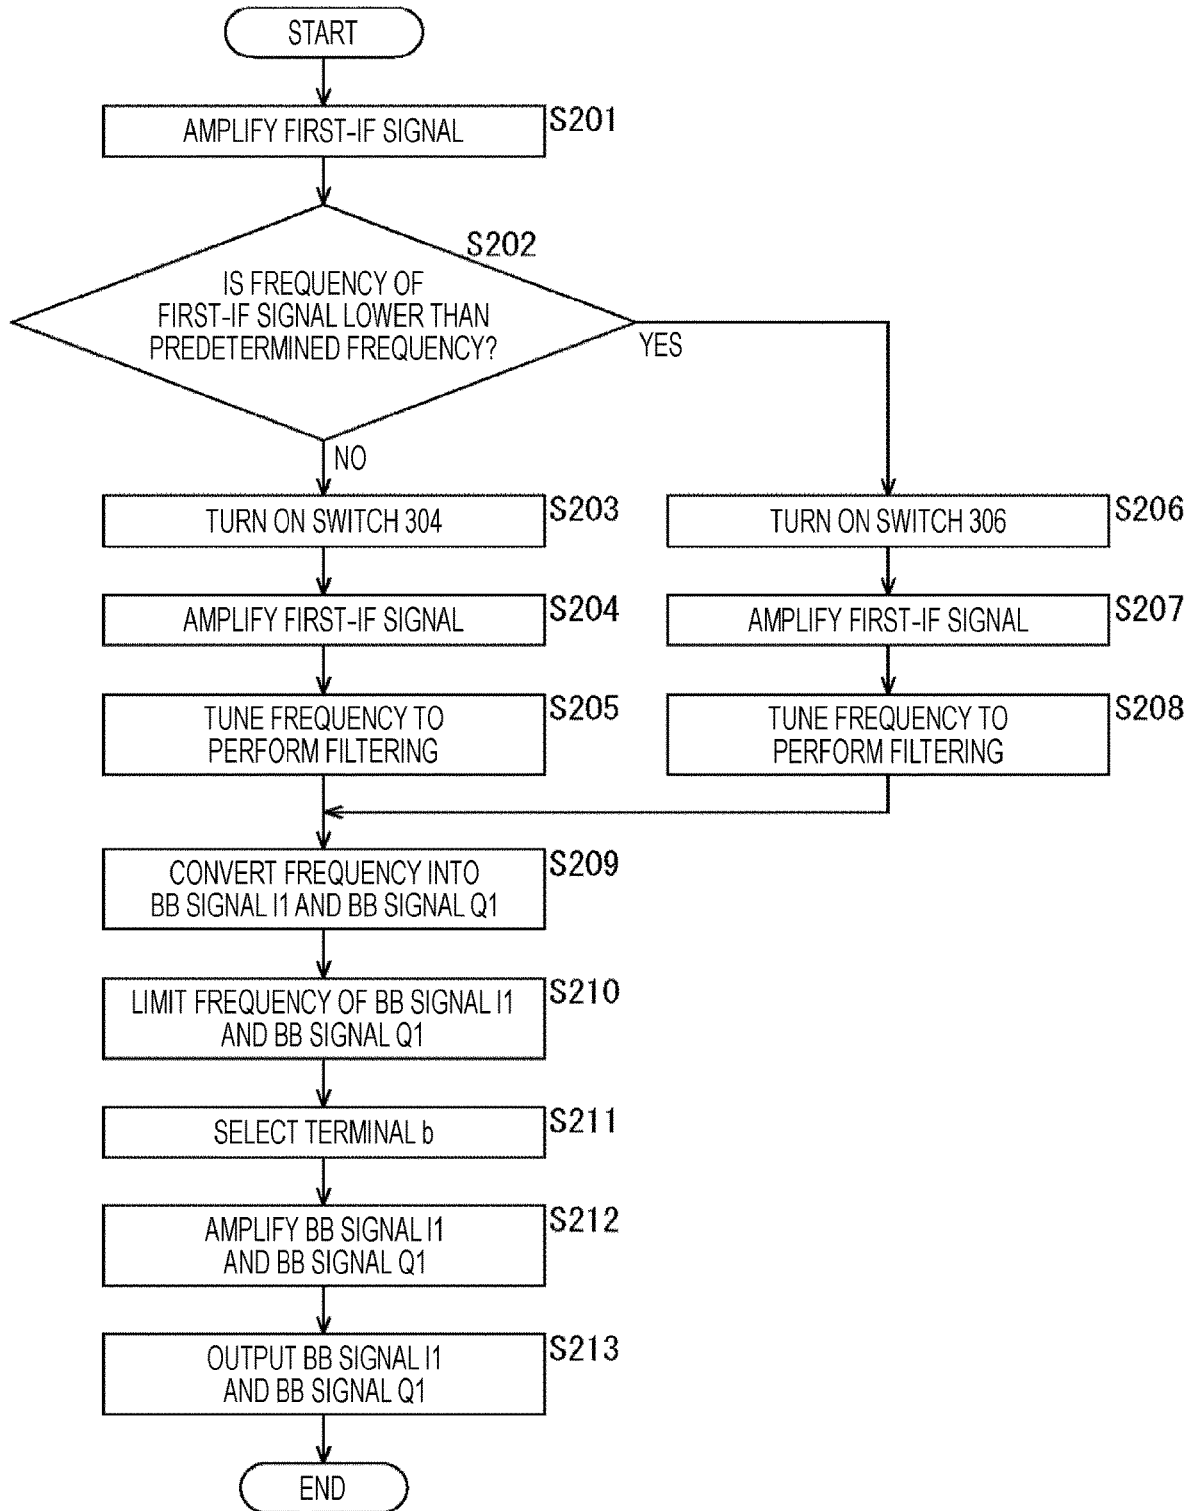 START
AMPLIFY FIRST-IF SIGNAL
S201
S202
IS FREQUENCY OF
FIRST-IF SIGNAL LOWER THAN
PREDETERMINED FREQUENCY?
YES
NO
TURN ON SWITCH 304
S203
TURN ON SWITCH 306
S206
AMPLIFY FIRST-IF SIGNAL
S204
AMPLIFY FIRST-IF SIGNAL
S207
TUNE FREQUENCY TO
PERFORM FILTERING
S205
TUNE FREQUENCY TO
PERFORM FILTERING
S208
CONVERT FREQUENCY INTO
BB SIGNAL I1 AND BB SIGNAL Q1
S209
LIMIT FREQUENCY OF BB SIGNAL I1
AND BB SIGNAL Q1
S210
SELECT TERMINAL b
S211
AMPLIFY BB SIGNAL I1
AND BB SIGNAL Q1
S212
OUTPUT BB SIGNAL I1
AND BB SIGNAL Q1
S213
END